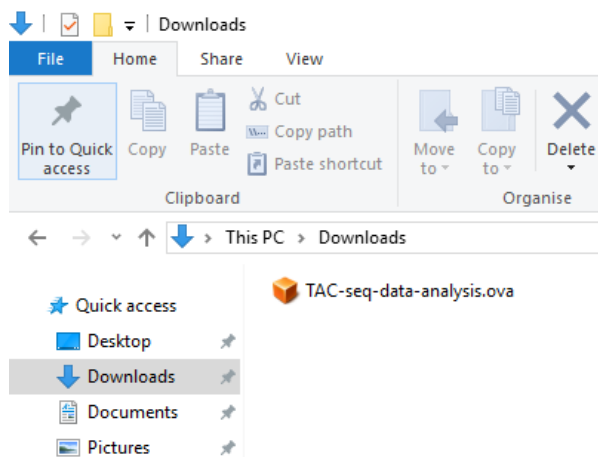 Downloads
File Home Share View
Pin to Quick access
Copy
Paste
Cut
Copy path
Paste shortcut
Move to
Copy to
Delete
Clipboard
Organise
This PC > Downloads
Quick access
Desktop
Downloads
Documents
Pictures
TAC-seq-data-analysis.ova